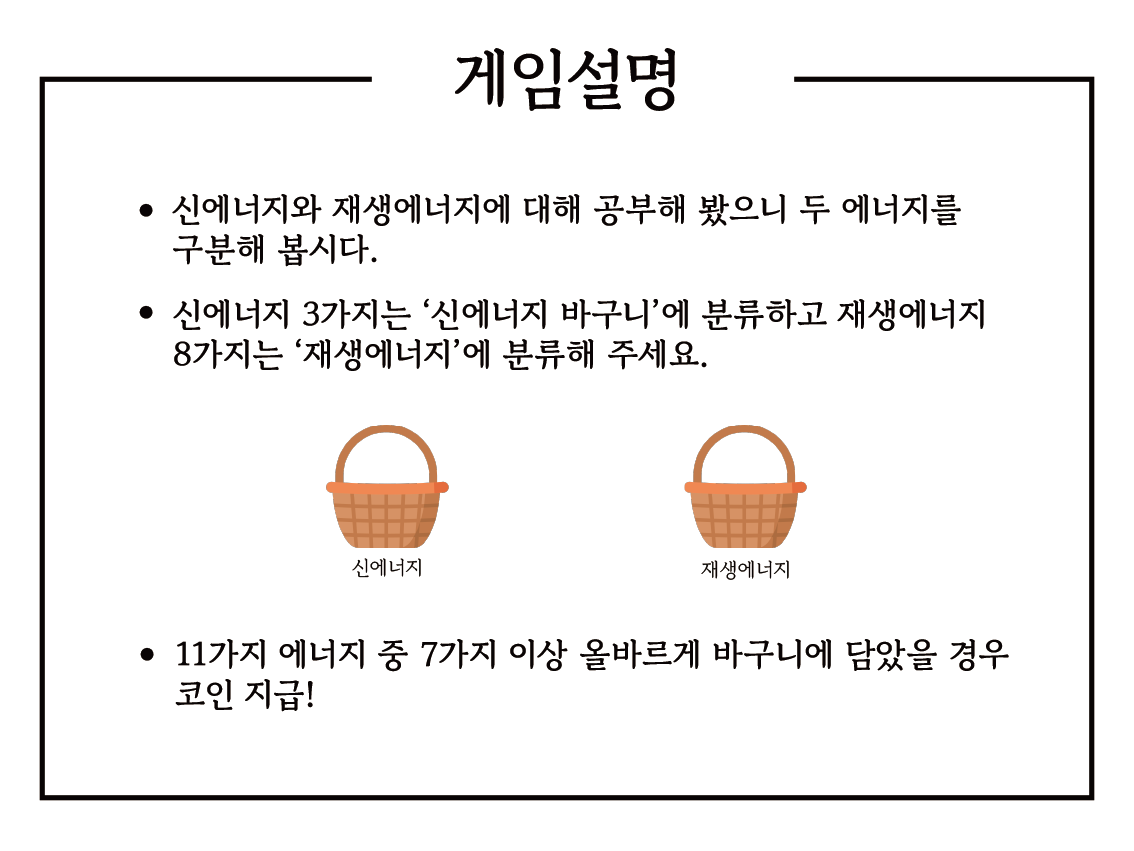 게임설명
• 신에너지와 재생에너지에 대해 공부해 봤으니 두 에너지를
구분해 봅시다.
• 신에너지 3가지는 ‘신에너지 바구니’에 분류하고 재생에너지
8가지는 ‘재생에너지’에 분류해 주세요.
신에너지
재생에너지
• 11가지 에너지 중 7가지 이상 올바르게 바구니에 담았을 경우
코인 지급!